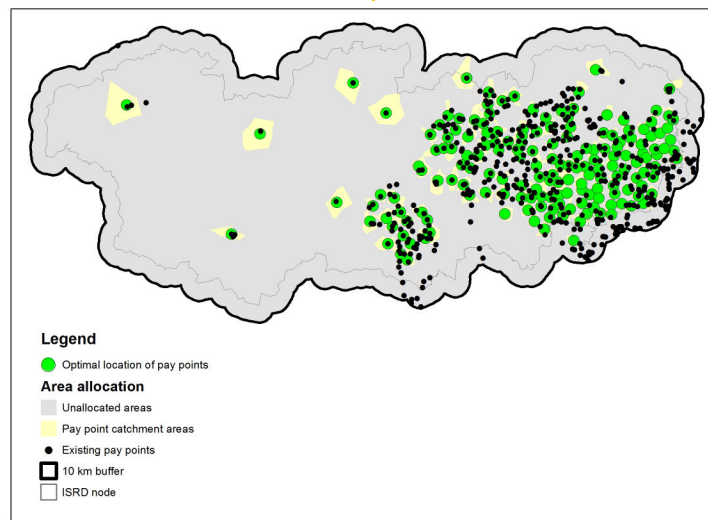 Legend
Optimal location of pay points
Area allocation
Unallocated areas
Pay point catchment areas
Existing pay points
10 km buffer
ISRD node